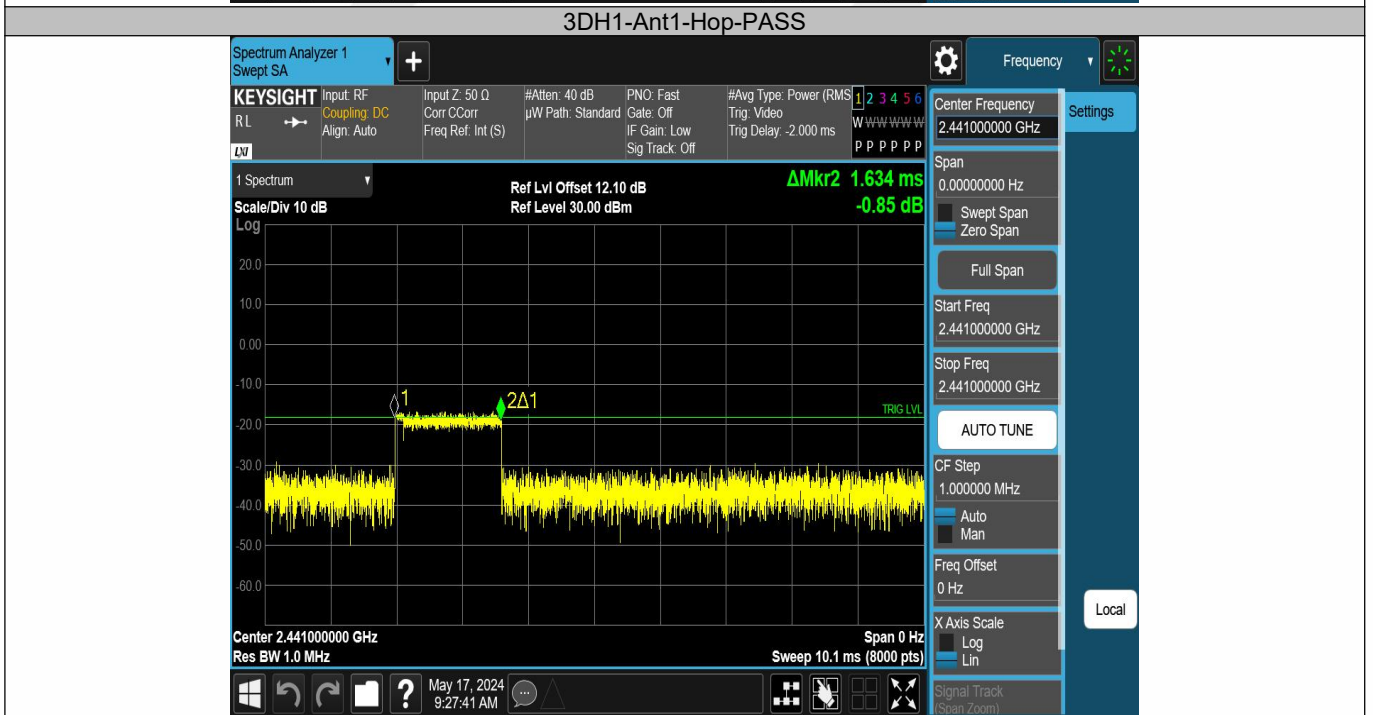 3DH1-Ant1-Hop-PASS
Spectrum Analyzer 1
Swept SA
Frequency
KEYSIGHT
RL
LXI
Input: RF
Coupling: DC
Align: Auto
Input Z: 50 Ω
Corr CCorr
Freq Ref: Int (S)
#Atten: 40 dB
µW Path: Standard
PNO: Fast
Gate: Off
IF Gain: Low
Sig Track: Off
#Avg Type: Power (RMS
Trig: Video
Trig Delay: -2.000 ms
1 2 3 4 5 6
W W W W W W
P P P P P P
1 Spectrum
Scale/Div 10 dB
Log
Ref Lvl Offset 12.10 dB
Ref Level 30.00 dBm
ΔMkr2 1.634 ms
-0.85 dB
20.0
10.0
0.00
-10.0
-20.0
-30.0
-40.0
-50.0
-60.0
1
2Δ1
TRIG LVL
Center 2.441000000 GHz
Res BW 1.0 MHz
Span 0 Hz
Sweep 10.1 ms (8000 pts)
Center Frequency
2.441000000 GHz
Settings
Span
0.00000000 Hz
Swept Span
Zero Span
Full Span
Start Freq
2.441000000 GHz
Stop Freq
2.441000000 GHz
AUTO TUNE
CF Step
1.000000 MHz
Auto
Man
Freq Offset
0 Hz
Local
X Axis Scale
Log
Lin
Signal Track
(Span Zoom)
?
May 17, 2024
9:27:41 AM